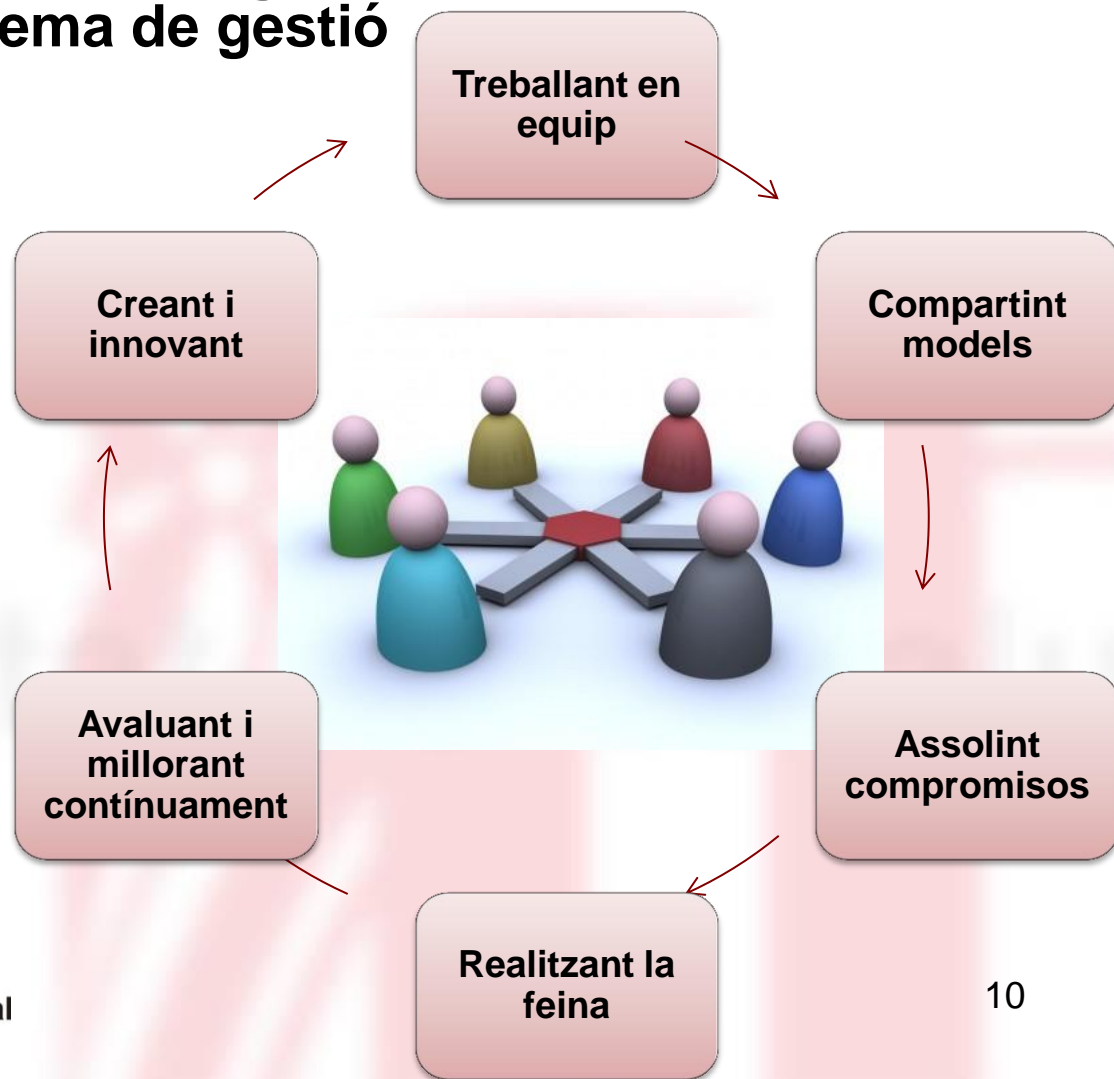 ema de gestió
Treballant en
equip
Compartint
models
Assolint
compromisos
Realitzant la
feina
Avaluant i
millorant
contínuament
Creant i
innovant
al
10